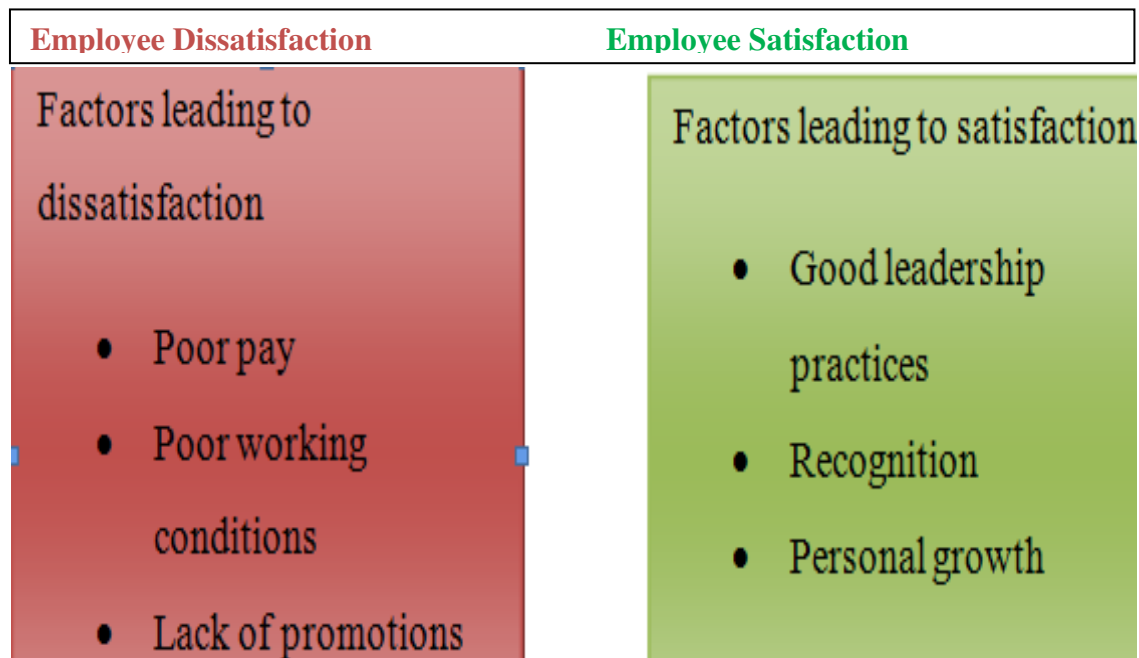 Employee Dissatisfaction
Employee Satisfaction
Factors leading to
dissatisfaction
• Poor pay
• Poor working
conditions
• Lack of promotions
Factors leading to satisfaction
• Good leadership
practices
• Recognition
• Personal growth